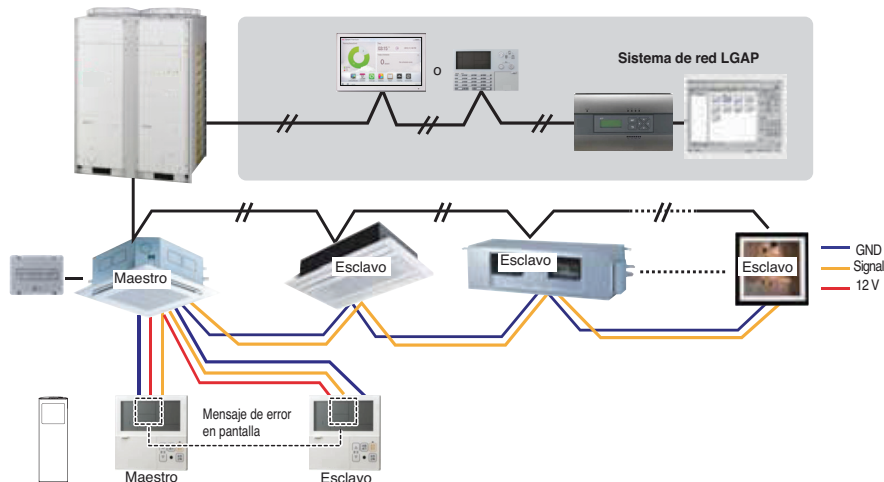 Sistema de red LGAP
o
Maestro
Esclavo
Esclavo
Esclavo
GND
Signal
12 V
Mensaje de error
en pantalla
Maestro
Esclavo